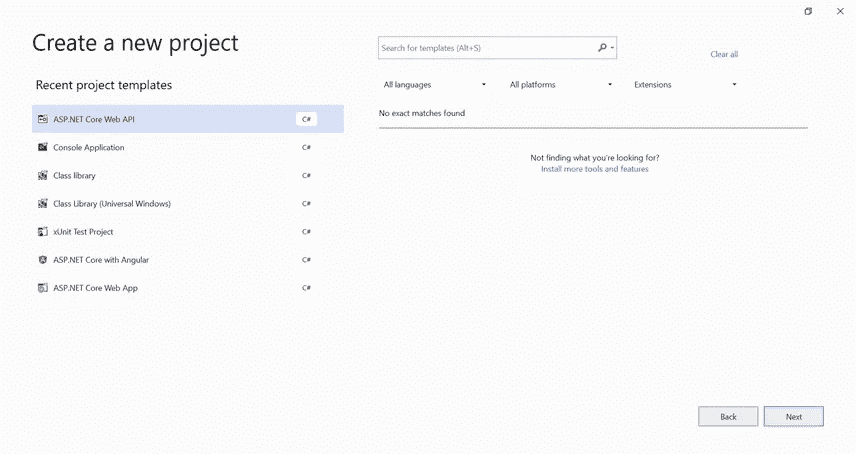 Create a new project
Recent project templates
ASP.NET Core Web API C#
Console Application C#
Class library C#
Class Library (Universal Windows) C#
xUnit Test Project C#
ASP.NET Core with Angular C#
ASP.NET Core Web App C#
Search for templates (Alt+S)
Clear all
All languages All platforms Extensions
No exact matches found
Not finding what you're looking for?
Install more tools and features
Back Next